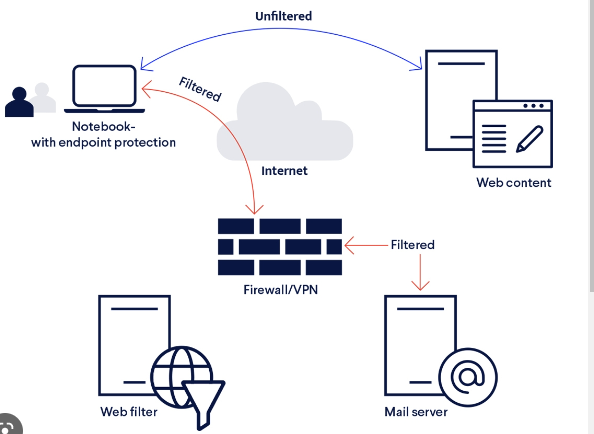 Unfiltered
Filtered
Notebook-
with endpoint protection
Internet
Web content
Filtered
Firewall/VPN
Web filter
Mail server